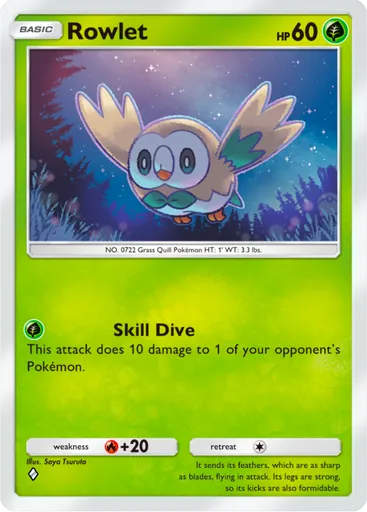 BASIC Rowlet HP 60
NO. 0722 Grass Quill Pokémon HT: 1' WT: 3.3 lbs.
Skill Dive
This attack does 10 damage to 1 of your opponent's
Pokémon.
weakness +20 retreat
Illus. Saya Tsuruta
It sends its feathers, which are as sharp
as blades, flying in attack. Its legs are strong,
so its kicks are also formidable.